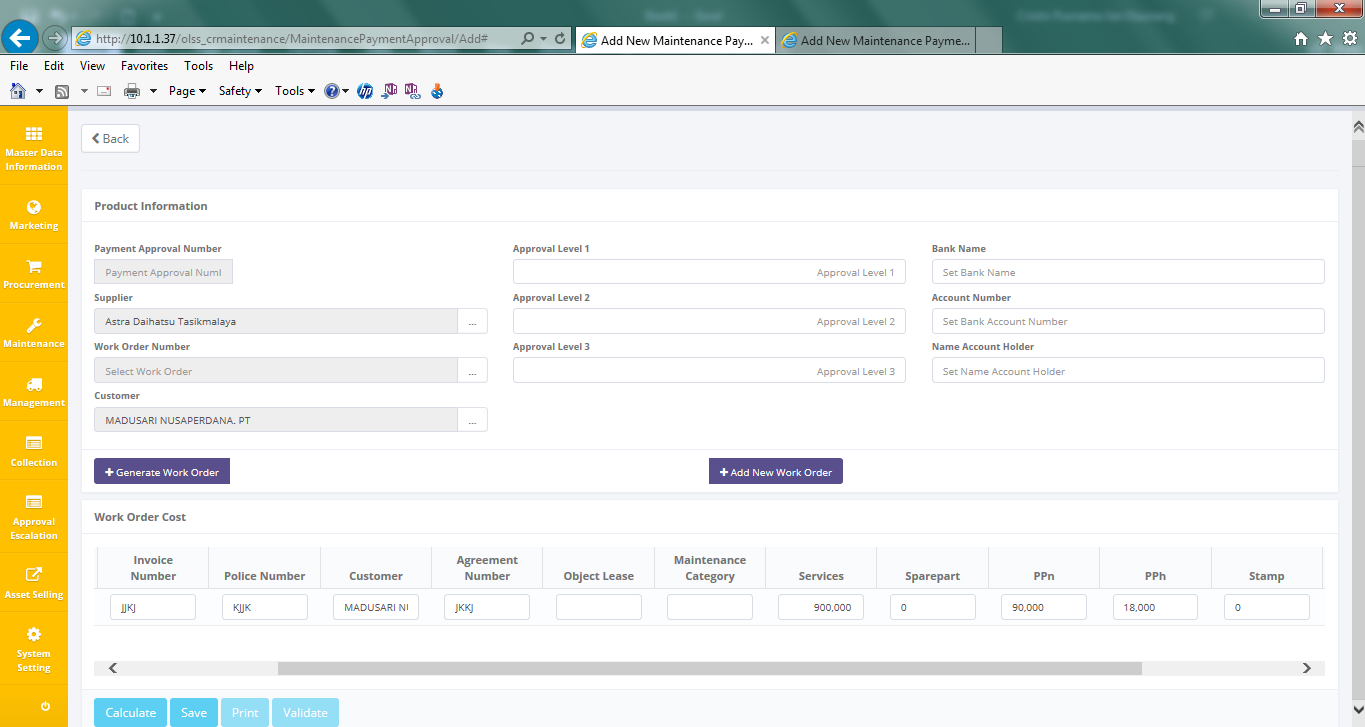 http://10.1.1.37/olss_crmaintenance/MaintenancePaymentApproval/Add#
Add New Maintenance Pay...
Add New Maintenance Payme...
File Edit View Favorites Tools Help
Page Safety Tools
Back
Master Data
Information
Marketing
Procurement
Maintenance
Management
Collection
Approval
Escalation
Asset Selling
System
Setting
Product Information
Payment Approval Number
Payment Approval Numl
Supplier
Astra Daihatsu Tasikmalaya
...
Work Order Number
Select Work Order
...
Customer
MADUSARI NUSAPERDANA. PT
...
Approval Level 1
Approval Level 1
Approval Level 2
Approval Level 2
Approval Level 3
Approval Level 3
Bank Name
Set Bank Name
Account Number
Set Bank Account Number
Name Account Holder
Set Name Account Holder
Generate Work Order
Add New Work Order
Work Order Cost
Invoice Number Police Number Customer Agreement Number Object Lease Maintenance Category Services Sparepart PPn PPh Stamp
JJKJ KJJK MADUSARI NU JKKJ 900,000 0 90,000 18,000 0
Calculate Save Print Validate